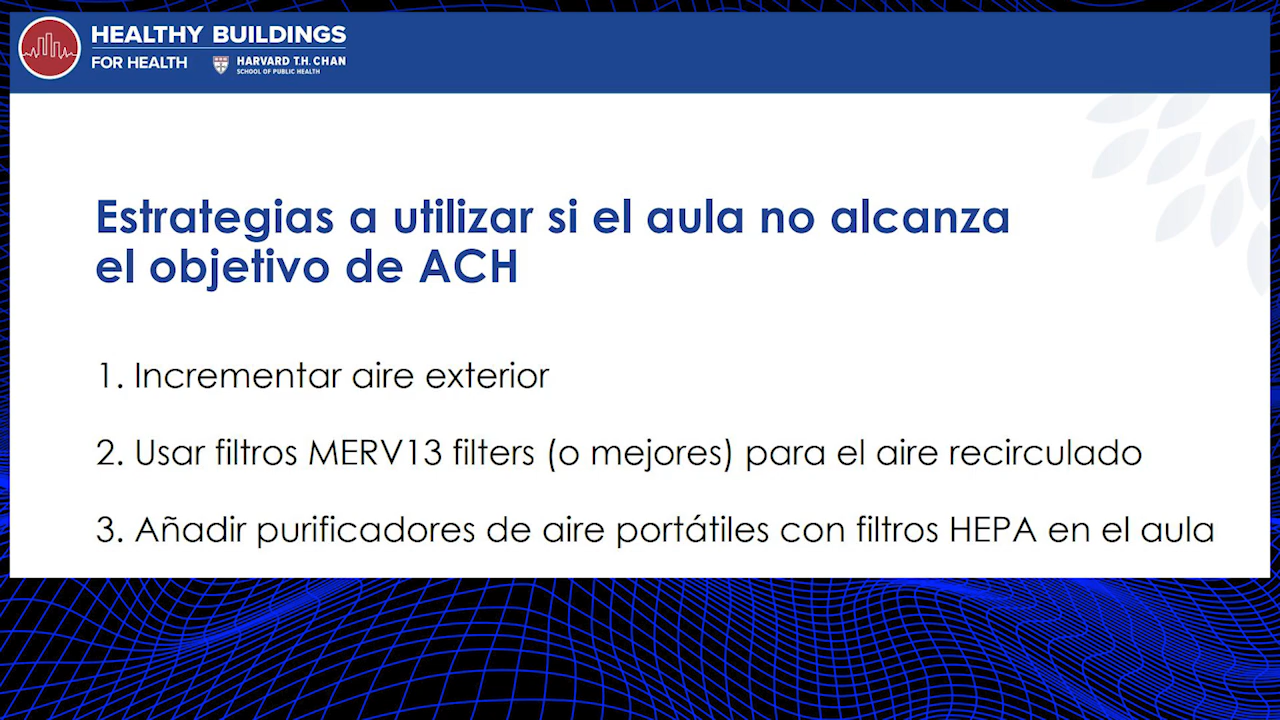 HEALTHY BUILDINGS
FOR HEALTH
HARVARD T.H. CHAN
SCHOOL OF PUBLIC HEALTH
Estrategias a utilizar si el aula no alcanza
el objetivo de ACH
1. Incrementar aire exterior
2. Usar filtros MERV13 filters (o mejores) para el aire recirculado
3. Añadir purificadores de aire portátiles con filtros HEPA en el aula